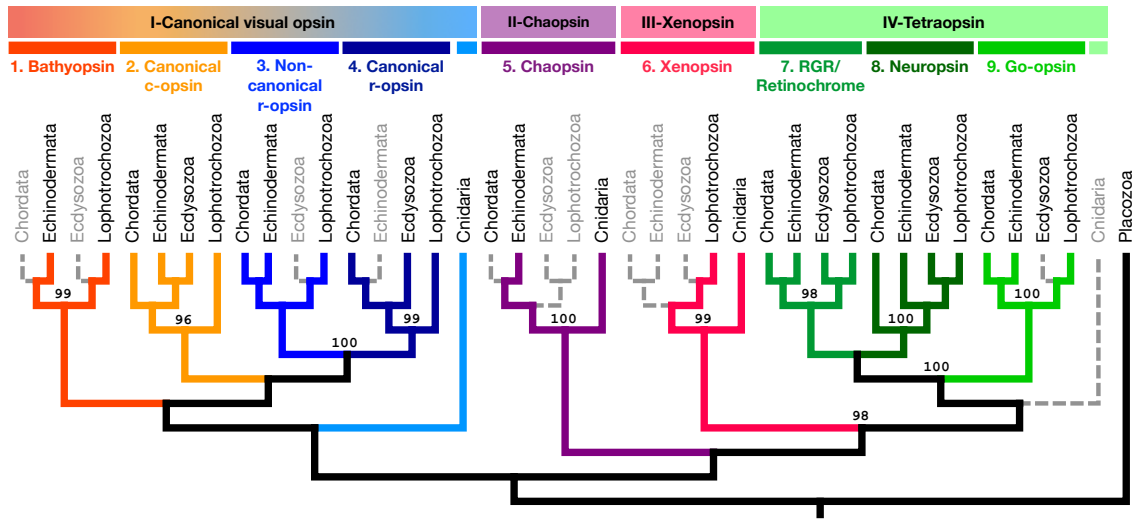 I-Canonical visual opsin
II-Chaopsin
III-Xenopsin
IV-Tetraopsin
1. Bathyopsin
2. Canonical
c-opsin
3. Non-
canonical
r-opsin
4. Canonical
r-opsin
5. Chaopsin
6. Xenopsin
7. RGR/
Retinochrome
8. Neuropsin
9. Go-opsin
Chordata
Echinodermata
Ecdysozoa
Lophotrochozoa
Chordata
Echinodermata
Ecdysozoa
Lophotrochozoa
Chordata
Echinodermata
Ecdysozoa
Lophotrochozoa
Chordata
Echinodermata
Ecdyosozoa
Lophotrochozoa
Cnidaria
Chordata
Echinodermata
Ecdysozoa
Lophotrochozoa
Cnidaria
Chordata
Echinodermata
Ecdysozoa
Lophotrochozoa
Cnidaria
Chordata
Echinodermata
Ecdysozoa
Lophotrochozoa
Chordata
Echinodermata
Ecdyosozoa
Lophotrochozoa
Chordata
Echinodermata
Ecdysozoa
Lophotrochozoa
Cnidaria
Placozoa
99
96
100
99
100
99
98
100
100
100
98